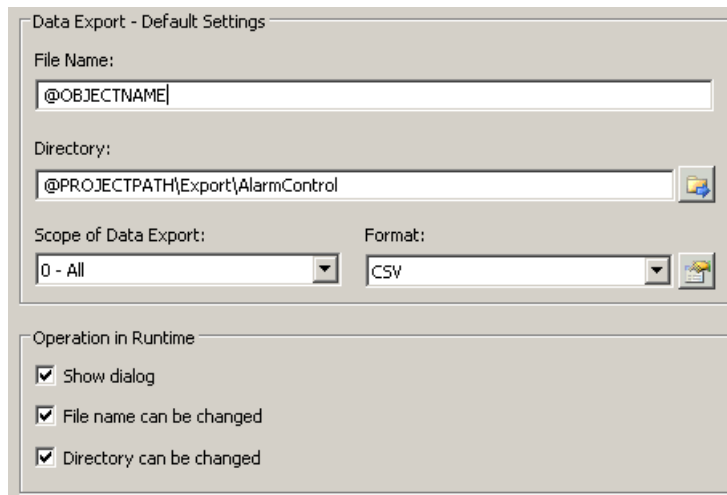 Data Export - Default Settings
File Name:
@OBJECTNAME
Directory:
@PROJECTPATH\Export\AlarmControl
Scope of Data Export: Format:
0 - All CSV
Operation in Runtime
Show dialog
File name can be changed
Directory can be changed